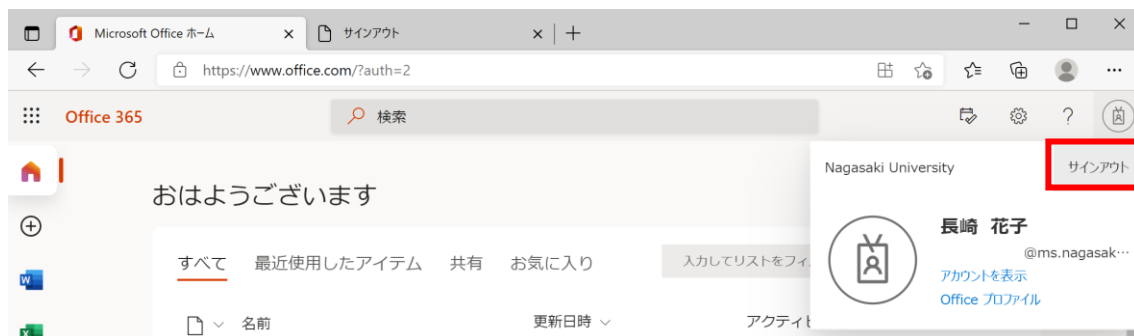 Microsoft Office ホーム
サインアウト
https://www.office.com/?auth=2
Office 365
検索
Nagasaki University
サインアウト
おはようございます
長崎 花子
@ms.nagasak…
アカウントを表示
Office プロファイル
すべて 最近使用したアイテム 共有 お気に入り
入力してリストをフィ
名前 更新日時 アクティ